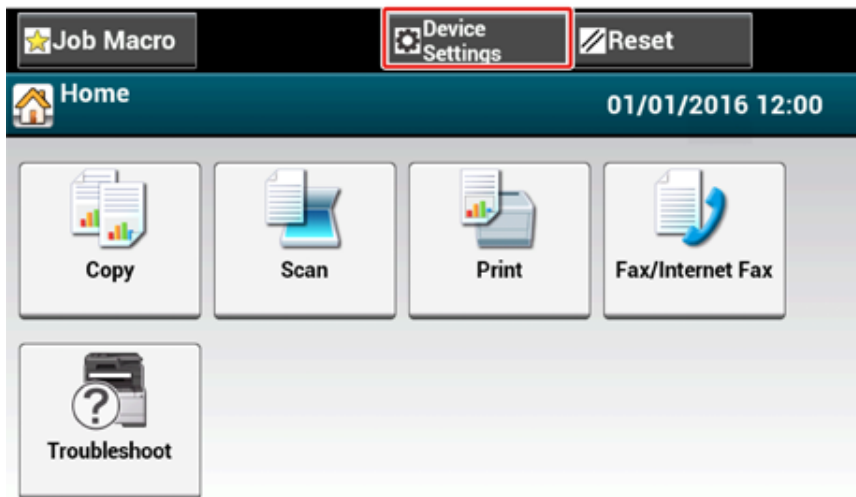 Job Macro
Device
Settings
Reset
Home
01/01/2016 12:00
Copy
Scan
Print
Fax/Internet Fax
Troubleshoot